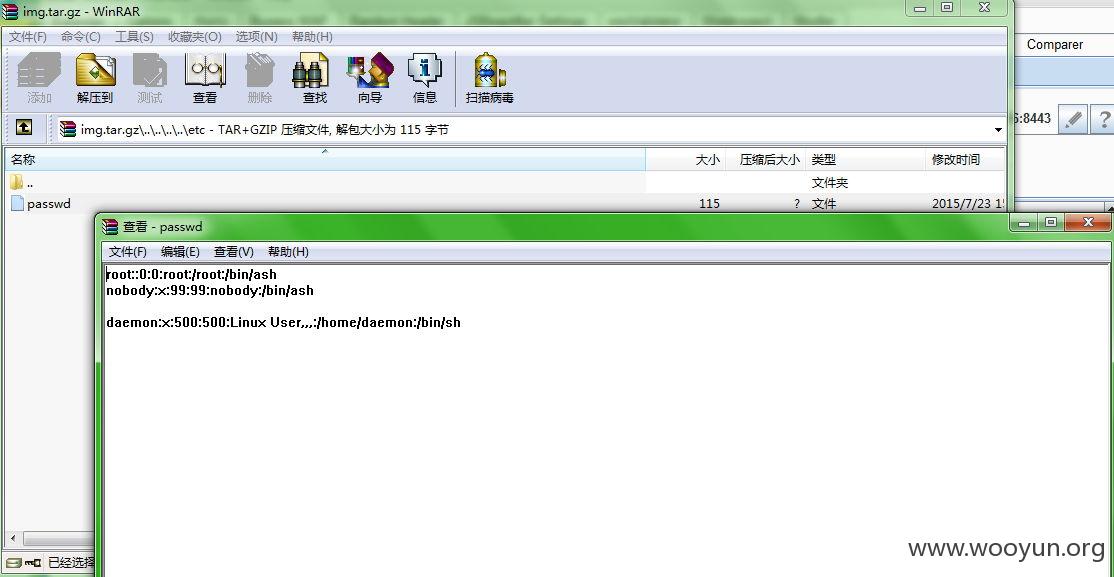 img.tar.gz - WinRAR
文件(F) 命令(C) 工具(S) 收藏夹(O) 选项(N) 帮助(H)
Comparer
添加 解压到 测试 查看 删除 查找 向导 信息 扫描病毒
:8443
?
img.tar.gz\..\..\..\..\etc - TAR+GZIP 压缩文件, 解包大小为 115 字节
名称 大小 压缩后大小 类型 修改时间
.. 文件夹
passwd 115 ? 文件 2015/7/23
查看 - passwd
文件(F) 编辑(E) 查看(V) 帮助(H)
root::0:0:root:/root:/bin/ash
nobody:x:99:99:nobody:/bin/ash
daemon:x:500:500:Linux User,,,:/home/daemon:/bin/sh
已经选择
www.wooyun.org